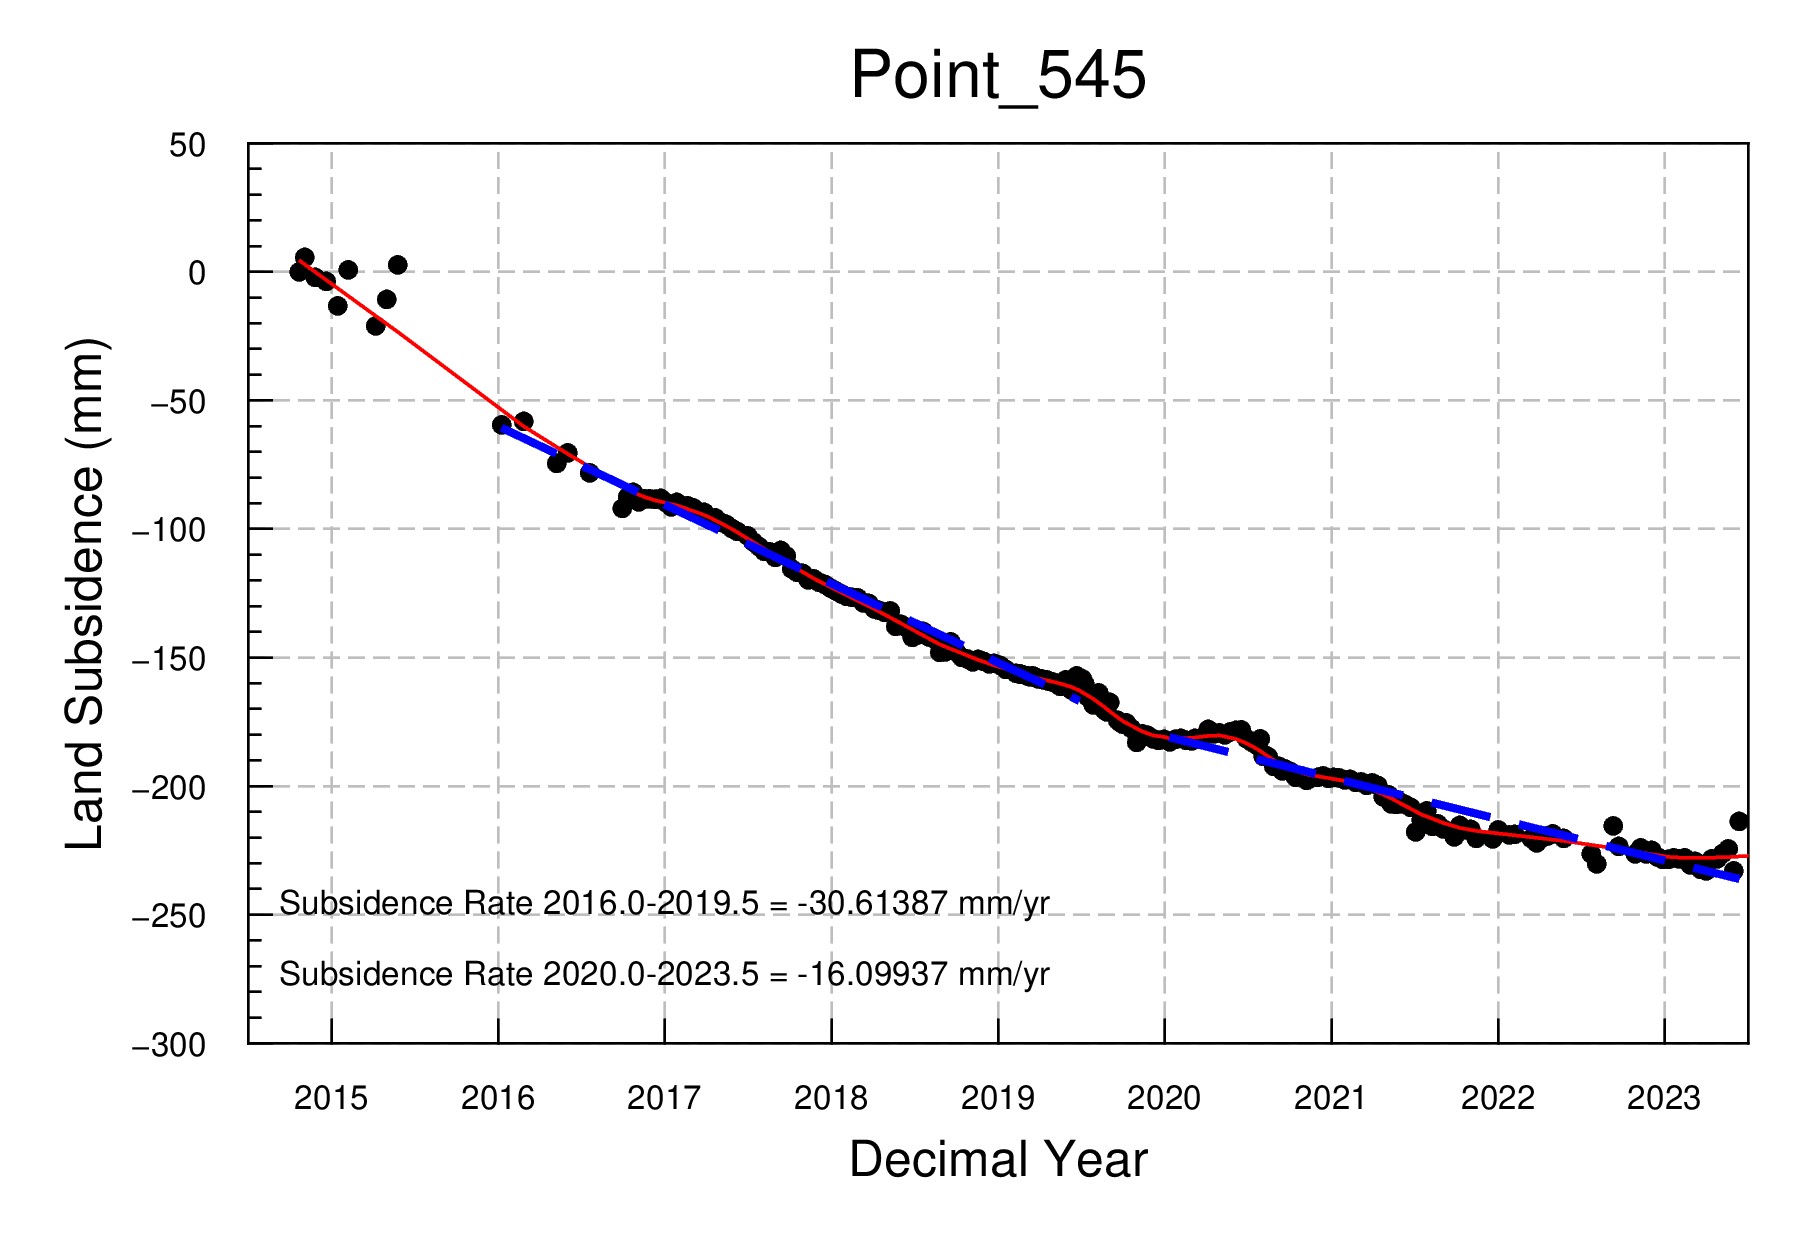 Point_545
50
0
−50
−100
−150
−200
−250
−300
Land Subsidence (mm)
Subsidence Rate 2016.0-2019.5 = -30.61387 mm/yr
Subsidence Rate 2020.0-2023.5 = -16.09937 mm/yr
2015 2016 2017 2018 2019 2020 2021 2022 2023
Decimal Year